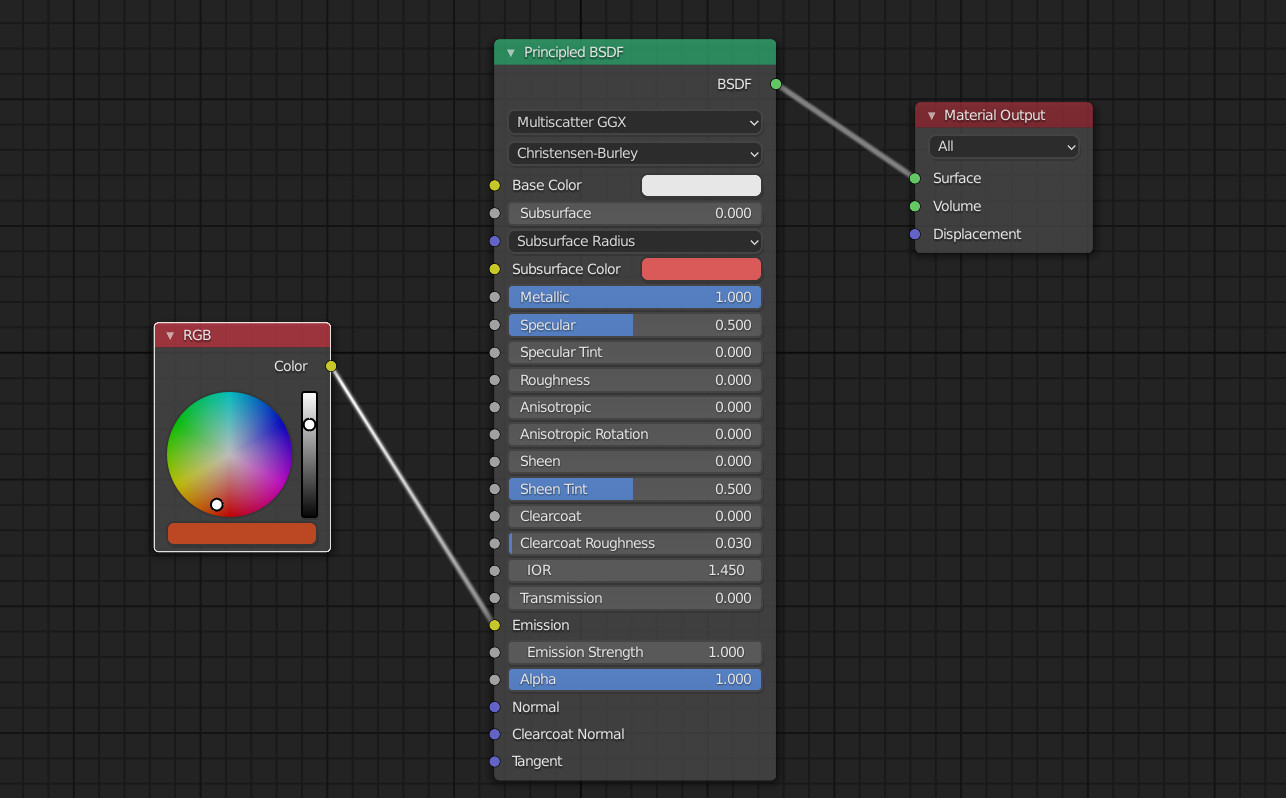 RGB
Color
Principled BSDF
BSDF
Multiscatter GGX
Christensen-Burley
Base Color
Subsurface 0.000
Subsurface Radius
Subsurface Color
Metallic 1.000
Specular 0.500
Specular Tint 0.000
Roughness 0.000
Anisotropic 0.000
Anisotropic Rotation 0.000
Sheen 0.000
Sheen Tint 0.500
Clearcoat 0.000
Clearcoat Roughness 0.030
IOR 1.450
Transmission 0.000
Emission
Emission Strength 1.000
Alpha 1.000
Normal
Clearcoat Normal
Tangent
Material Output
All
Surface
Volume
Displacement